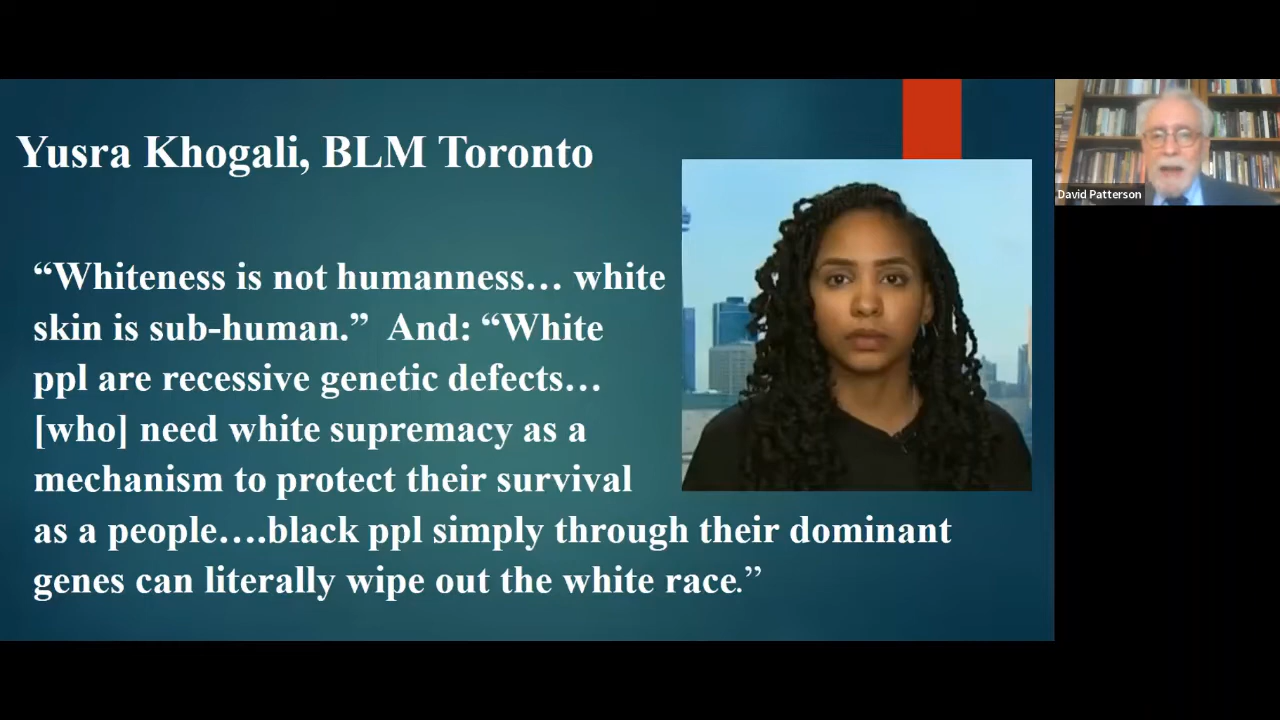 Yusra Khogali, BLM Toronto
“Whiteness is not humanness… white
skin is sub-human.”  And: “White
ppl are recessive genetic defects…
[who] need white supremacy as a
mechanism to protect their survival
as a people….black ppl simply through their dominant
genes can literally wipe out the white race.”
David Patterson